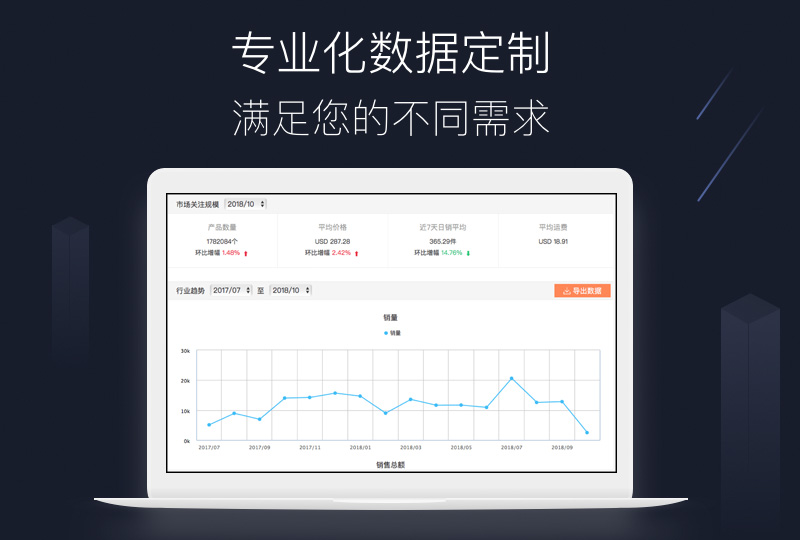 专业化数据定制
满足您的不同需求
市场关注规模 2018/10
产品数量 平均价格 近7天日销平均 平均运费
1782084个 USD 287.28 365.29件 USD 18.91
环比增幅 1.48% 环比增幅 2.42% 环比增幅 14.76%
行业趋势 2017/07 至 2018/10 导出数据
销量
销量
30k
20k
10k
0k
2017/07 2017/09 2017/11 2018/01 2018/03 2018/05 2018/07 2018/09
销售总额